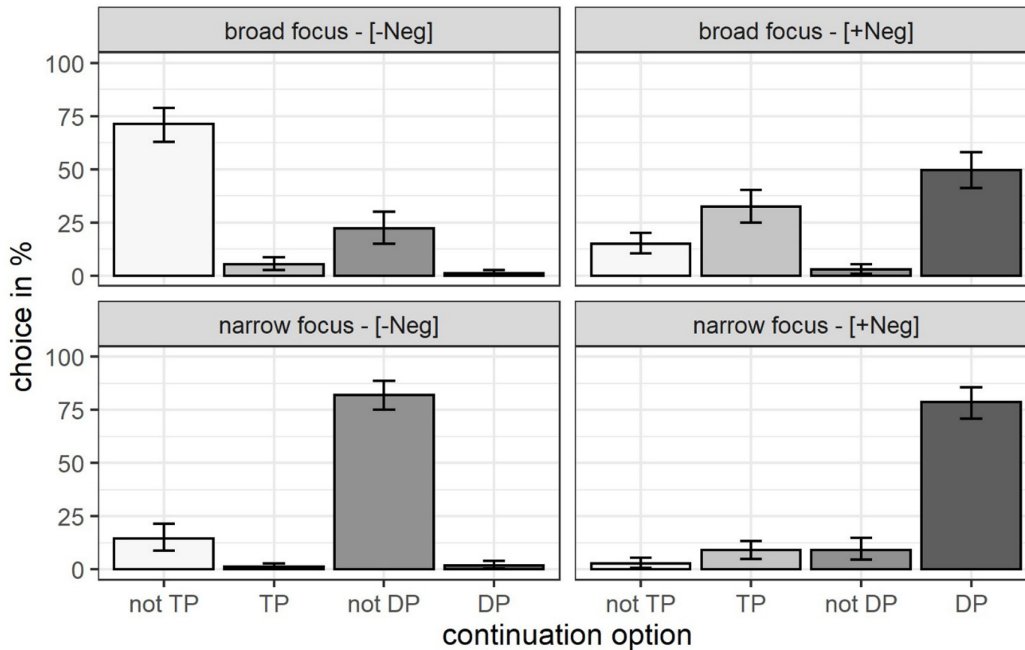 broad focus - [-Neg]
broad focus - [+Neg]
100
75
50
25
0
narrow focus - [-Neg]
narrow focus - [+Neg]
100
75
50
25
0
choice in %
not TP
TP
not DP
DP
not TP
TP
not DP
DP
continuation option